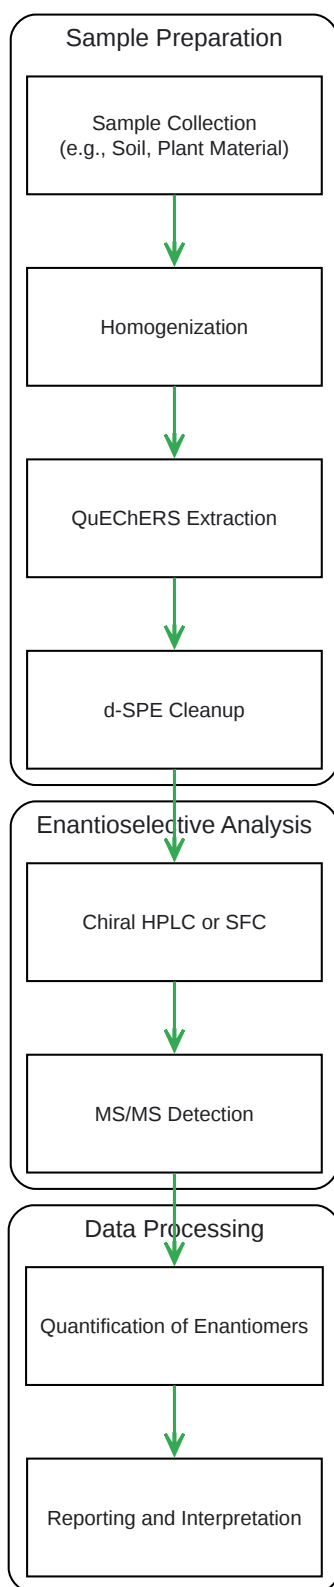 Sample Preparation
Sample Collection
(e.g., Soil, Plant Material)
Homogenization
QuEChERS Extraction
d-SPE Cleanup
Enantioselective Analysis
Chiral HPLC or SFC
MS/MS Detection
Data Processing
Quantification of Enantiomers
Reporting and Interpretation